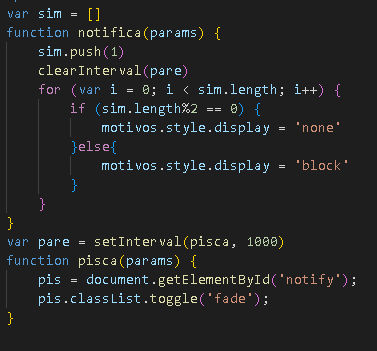 var sim = []
function notifica(params) {
    sim.push(1)
    clearInterval(pare)
    for (var i = 0; i < sim.length; i++) {
        if (sim.length%2 == 0) {
            motivos.style.display = 'none'
        }else{
            motivos.style.display = 'block'
        }
    }
}
var pare = setInterval(pisca, 1000)
function pisca(params) {
    pis = document.getElementById('notify');
    pis.classList.toggle('fade');
}